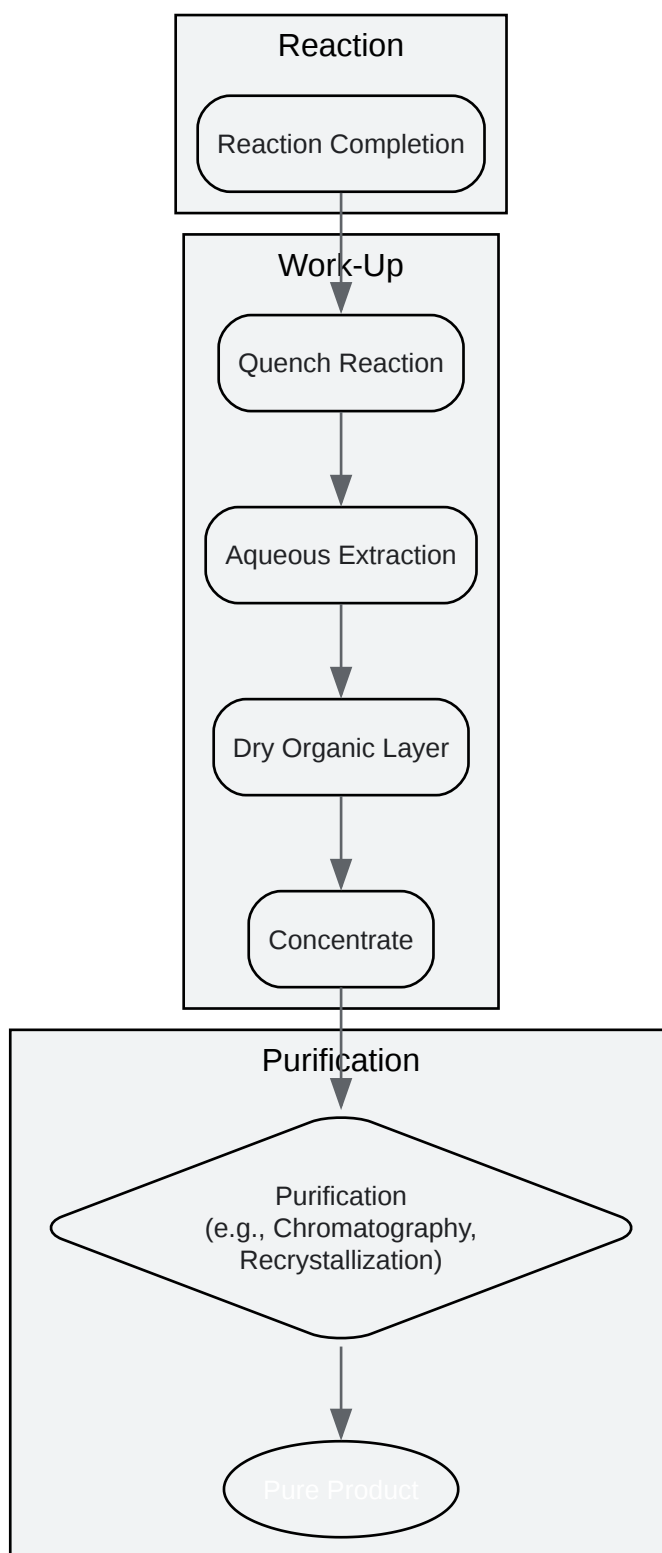 Reaction
Reaction Completion
Work-Up
Quench Reaction
Aqueous Extraction
Dry Organic Layer
Concentrate
Purification
Purification
(e.g., Chromatography,
Recrystallization)
Pure Product